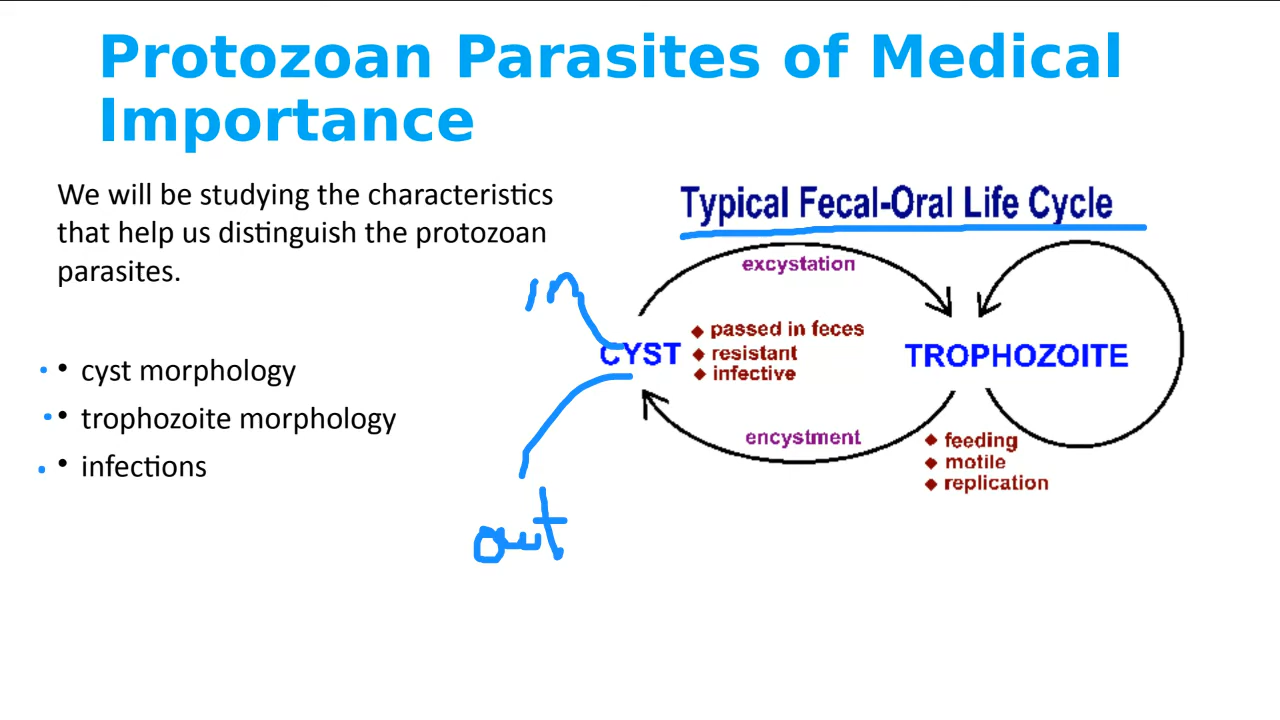 Protozoan Parasites of Medical
Importance
We will be studying the characteristics
that help us distinguish the protozoan
parasites.
• cyst morphology
• trophozoite morphology
• infections
Typical Fecal-Oral Life Cycle
excystation
in
CYST
passed in feces
resistant
infective
TROPHOZOITE
encystment
feeding
motile
replication
out